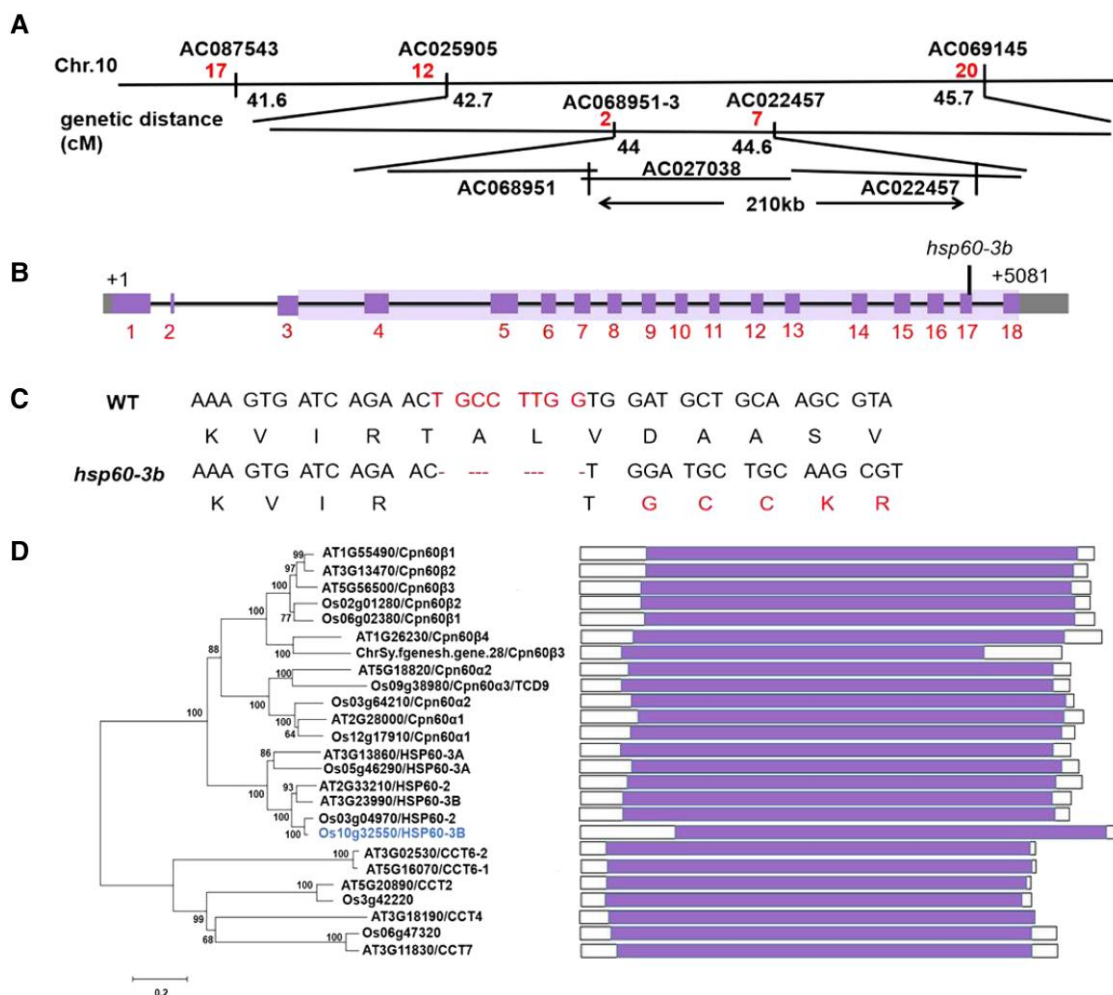 A
AC087543 AC025905 AC069145
Chr.10 17 12 20
41.6 42.7 AC068951-3 AC022457 45.7
genetic distance 2 7
(cM) 44 44.6
AC068951 AC027038 AC022457
210kb
B
hsp60-3b
+1 +5081
1 2 3 4 5 6 7 8 9 10 11 12 13 14 15 16 17 18
C
WT AAA GTG ATC AGA ACT GCC TTG GTG GAT GCT GCA AGC GTA
K V I R T A L V D A A S V
hsp60-3b AAA GTG ATC AGA AC- --- --- -T GGA TGC TGC AAG CGT
K V I R T G C C K R
D
99 AT1G55490/Cpn60β1
97 AT3G13470/Cpn60β2
100 AT5G56500/Cpn60β3
Os02g01280/Cpn60β2
100 77 Os06g02380/Cpn60β1
AT1G26230/Cpn60β4
88 100 ChrSy.fgenesh.gene.28/Cpn60β3
100 AT5G18820/Cpn60α2
Os09g38980/Cpn60α3/TCD9
100 Os03g64210/Cpn60α2
100 100 AT2G28000/Cpn60α1
64 Os12g17910/Cpn60α1
86 AT3G13860/HSP60-3A
Os05g46290/HSP60-3A
100 93 AT2G33210/HSP60-2
AT3G23990/HSP60-3B
100 Os03g04970/HSP60-2
100 Os10g32550/HSP60-3B
100 AT3G02530/CCT6-2
AT5G16070/CCT6-1
100 AT5G20890/CCT2
Os3g42220
99 AT3G18190/CCT4
68 100 Os06g47320
AT3G11830/CCT7
0.2